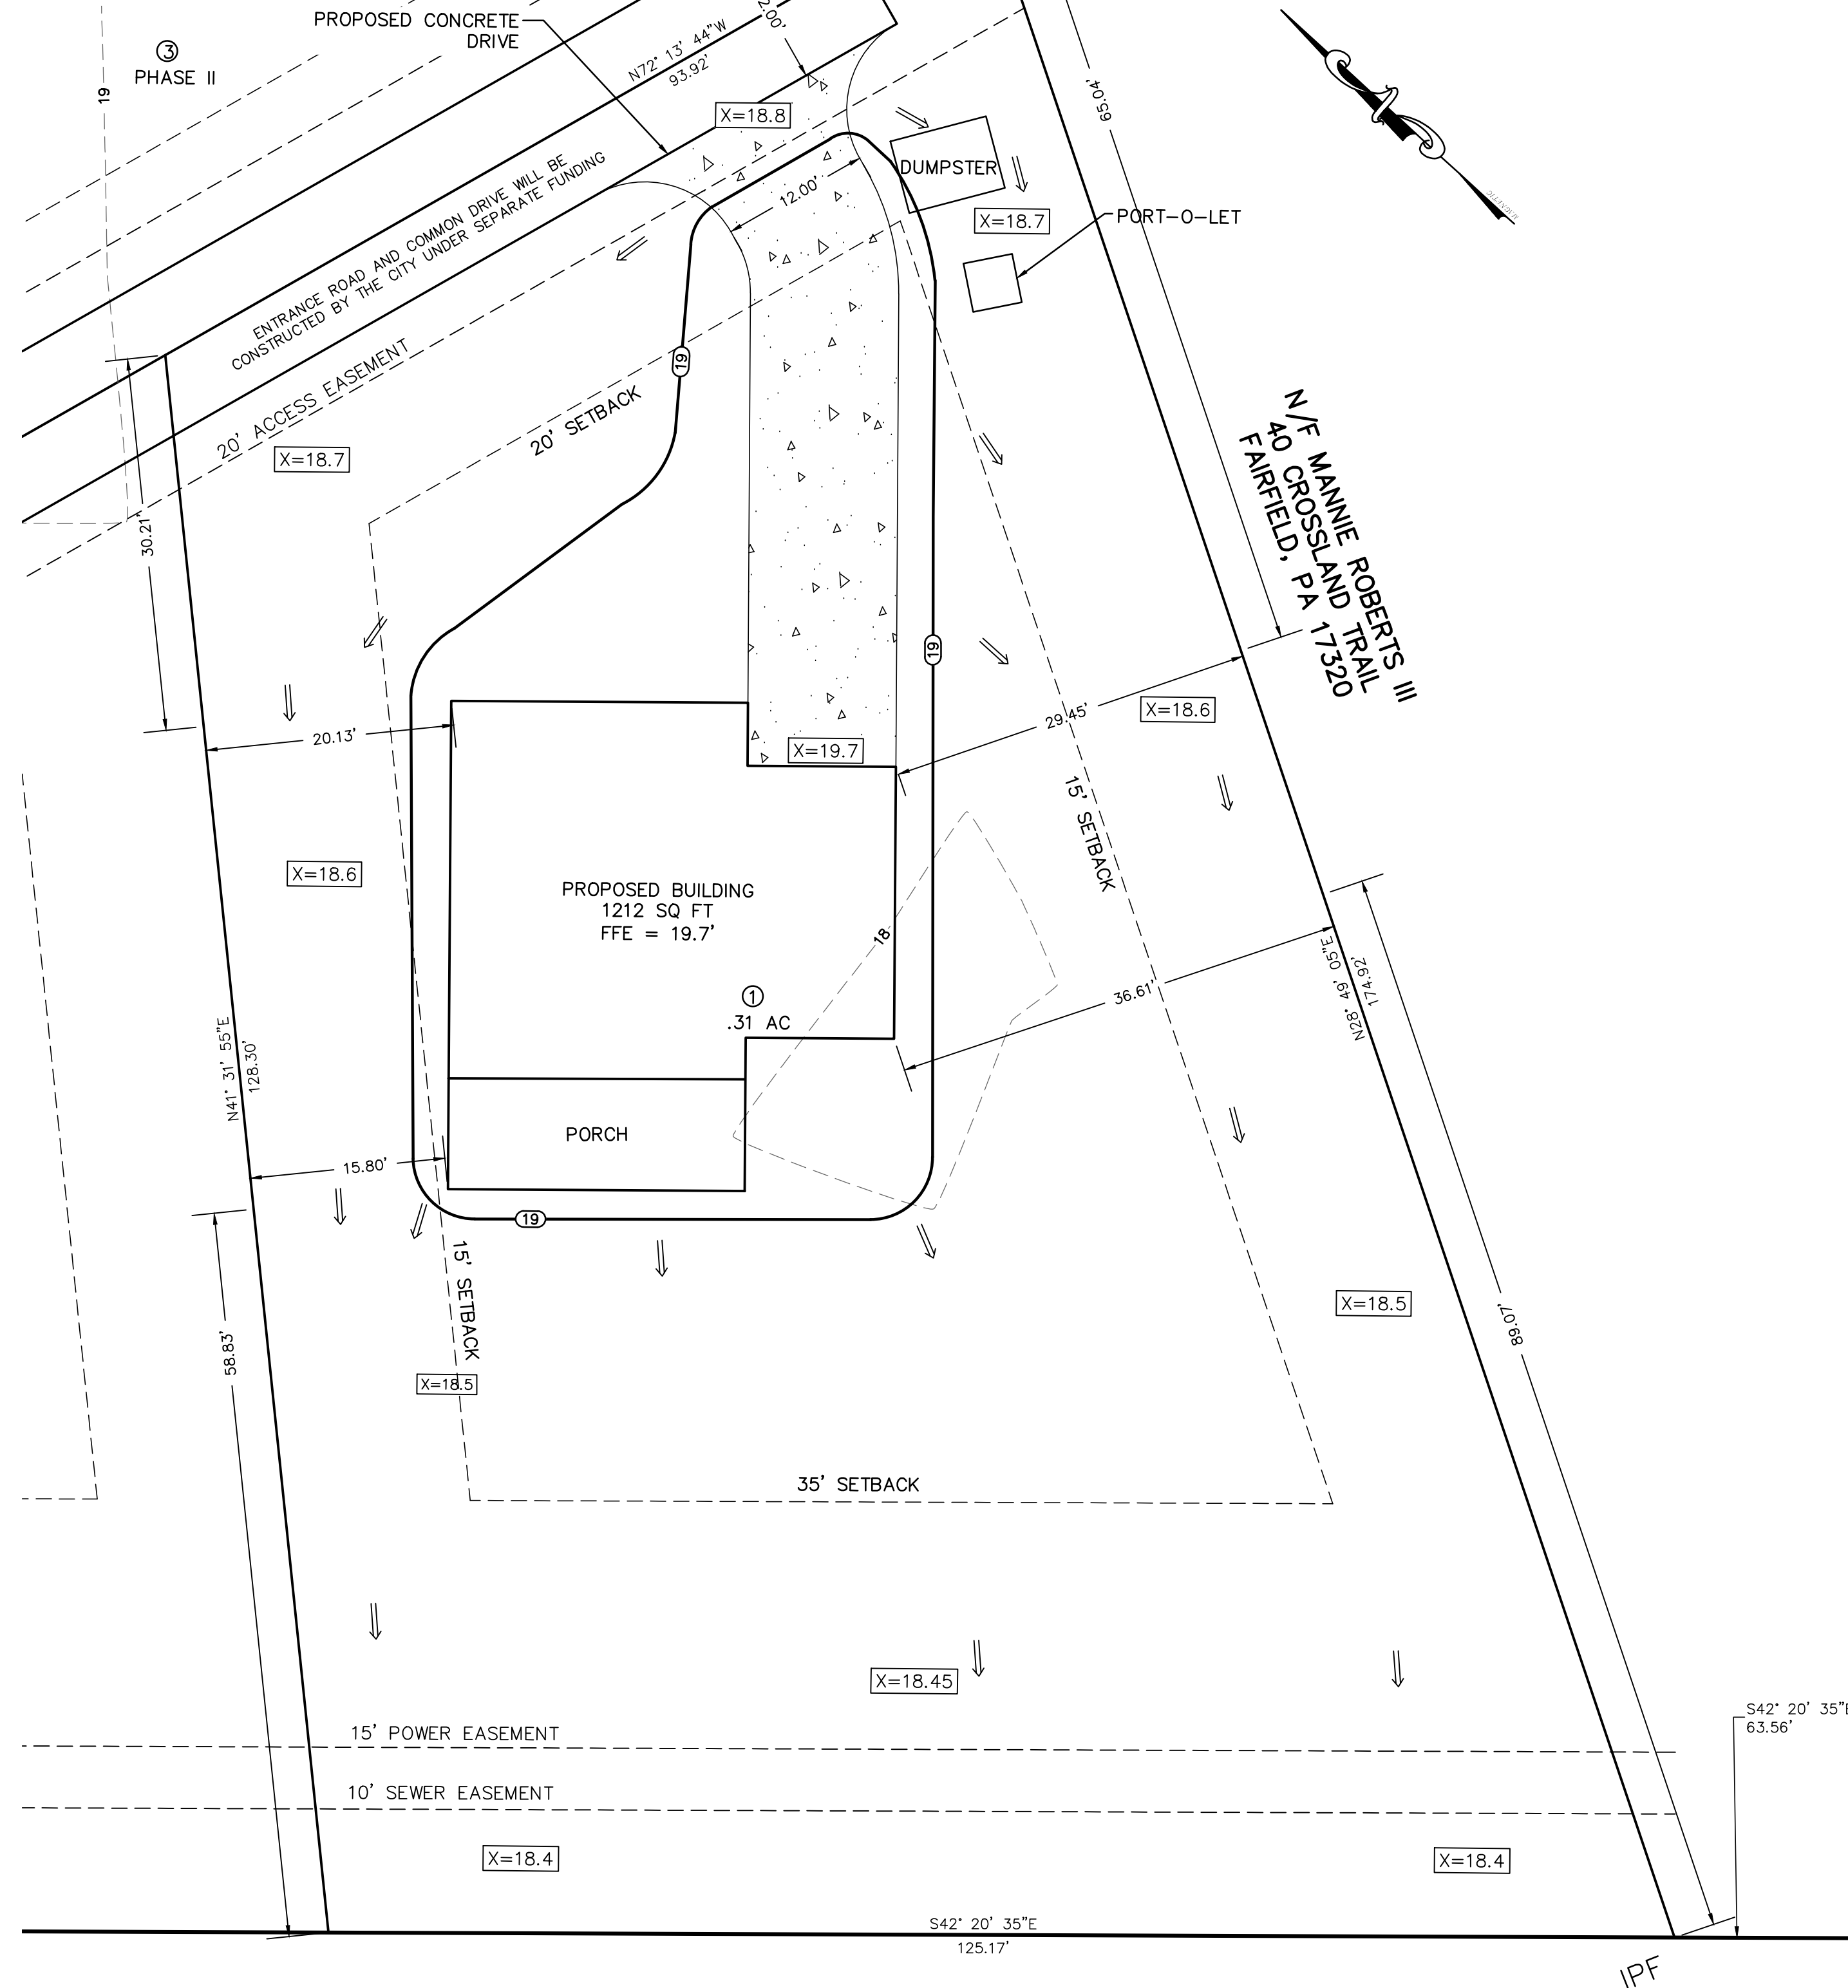 PROPOSED CONCRETE
DRIVE
3
PHASE II
19
N72° 13' 44"W
93.92'
2.00'
65.04'
MAGNETIC
X=18.8
DUMPSTER
12.00'
X=18.7
PORT-O-LET
ENTRANCE ROAD AND COMMON DRIVE WILL BE
CONSTRUCTED BY THE CITY UNDER SEPARATE FUNDING
20' ACCESS EASEMENT
19
20' SETBACK
X=18.7
N/F MANNIE ROBERTS III
40 CROSSLAND TRAIL
FAIRFIELD, PA 17320
30.21'
19
20.13'
29.45'
X=18.6
X=19.7
15' SETBACK
X=18.6
PROPOSED BUILDING
1212 SQ FT
FFE = 19.7'
18
1
.31 AC
36.61'
N28° 49' 05"E
174.92'
N41° 31' 55"E
128.30'
PORCH
15.80'
19
15' SETBACK
X=18.5
58.83'
89.07'
X=18.5
35' SETBACK
X=18.45
S42° 20' 35"E
63.56'
15' POWER EASEMENT
10' SEWER EASEMENT
X=18.4
X=18.4
S42° 20' 35"E
125.17'
IPF